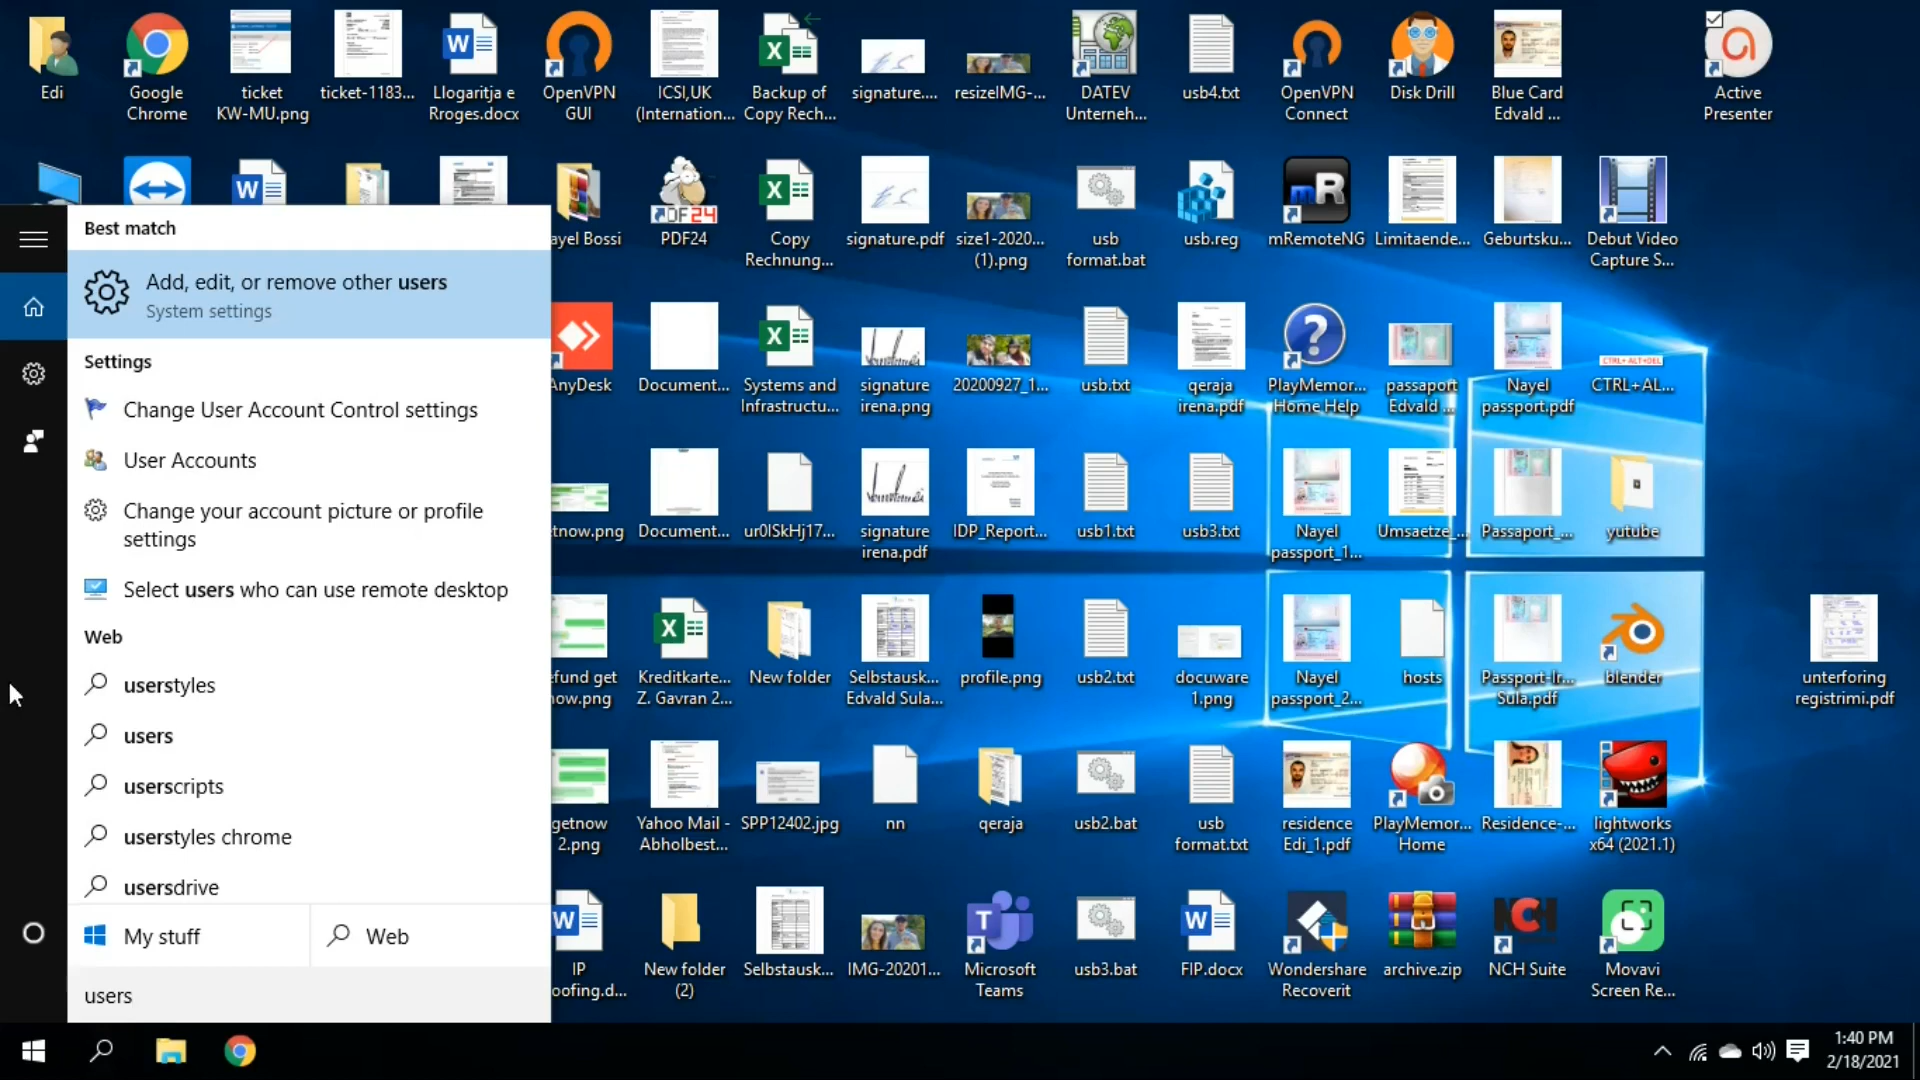 Edi
Google
Chrome
ticket
KW-MU.png
ticket-1183...
Llogaritja e
Rroges.docx
OpenVPN
GUI
ICSI,UK
(Internation...
Backup of
Copy Rech...
signature....
resizeIMG-...
DATEV
Unterneh...
usb4.txt
OpenVPN
Connect
Disk Drill
Blue Card
Edvald ...
Active
Presenter
ayel Bossi
PDF24
Copy
Rechnung...
signature.pdf
size1-2020...
(1).png
usb
format.bat
usb.reg
mRemoteNG
Limitaende...
Geburtsku...
Debut Video
Capture S...
Best match
Add, edit, or remove other users
System settings
Settings
Change User Account Control settings
User Accounts
Change your account picture or profile
settings
Select users who can use remote desktop
Web
userstyles
users
userscripts
userstyles chrome
usersdrive
My stuff
Web
users
AnyDesk
Document...
Systems and
Infrastructu...
signature
irena.png
20200927_1...
usb.txt
qeraja
irena.pdf
PlayMemor...
Home Help
passaport
Edvald ...
Nayel
passport.pdf
CTRL+ ALT+DEL
CTRL+AL...
tnow.png
Document...
ur0lSkHj17...
signature
irena.pdf
IDP_Report...
usb1.txt
usb3.txt
Nayel
passport_1...
Umsaetze_...
Passaport_...
yutube
fund get
now.png
Kreditkarte...
Z. Gavran 2...
New folder
Selbstausk...
Edvald Sula...
profile.png
usb2.txt
docuware
1.png
Nayel
passport_2...
hosts
Passport-Ir...
Sula.pdf
blender
unterforing
registrimi.pdf
getnow
2.png
Yahoo Mail -
Abholbest...
SPP12402.jpg
nn
qeraja
usb2.bat
usb
format.txt
residence
Edi_1.pdf
PlayMemor...
Home
Residence-...
lightworks
x64 (2021.1)
IP
oofing.d...
New folder
(2)
Selbstausk...
IMG-20201...
Microsoft
Teams
usb3.bat
FIP.docx
Wondershare
Recoverit
archive.zip
NCH Suite
Movavi
Screen Re...
1:40 PM
2/18/2021